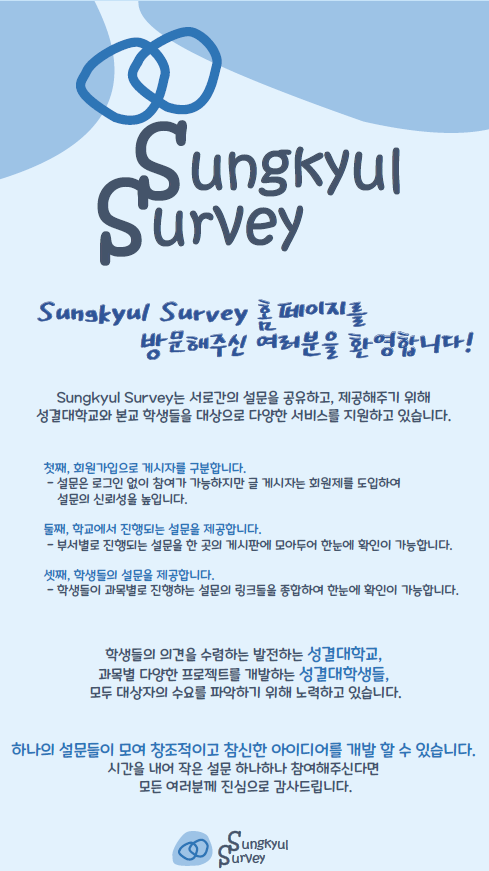 Sungkyul
Survey
Sungkyul Survey 홈페이지를
방문해주신 여러분을 환영합니다!
Sungkyul Survey는 서로간의 설문을 공유하고, 제공해주기 위해
성결대학교와 본교 학생들을 대상으로 다양한 서비스를 지원하고 있습니다.
첫째, 회원가입으로 게시자를 구분합니다.
- 설문은 로그인 없이 참여가 가능하지만 글 게시자는 회원제를 도입하여
설문의 신뢰성을 높입니다.
둘째, 학교에서 진행되는 설문을 제공합니다.
- 부서별로 진행되는 설문을 한 곳의 게시판에 모아두어 한눈에 확인이 가능합니다.
셋째, 학생들의 설문을 제공합니다.
- 학생들이 과목별로 진행하는 설문의 링크들을 종합하여 한눈에 확인이 가능합니다.
학생들의 의견을 수렴하는 발전하는 성결대학교,
과목별 다양한 프로젝트를 개발하는 성결대학생들,
모두 대상자의 수요를 파악하기 위해 노력하고 있습니다.
하나의 설문들이 모여 창조적이고 참신한 아이디어를 개발 할 수 있습니다.
시간을 내어 작은 설문 하나하나 참여해주신다면
모든 여러분께 진심으로 감사드립니다.
Sungkyul
Survey